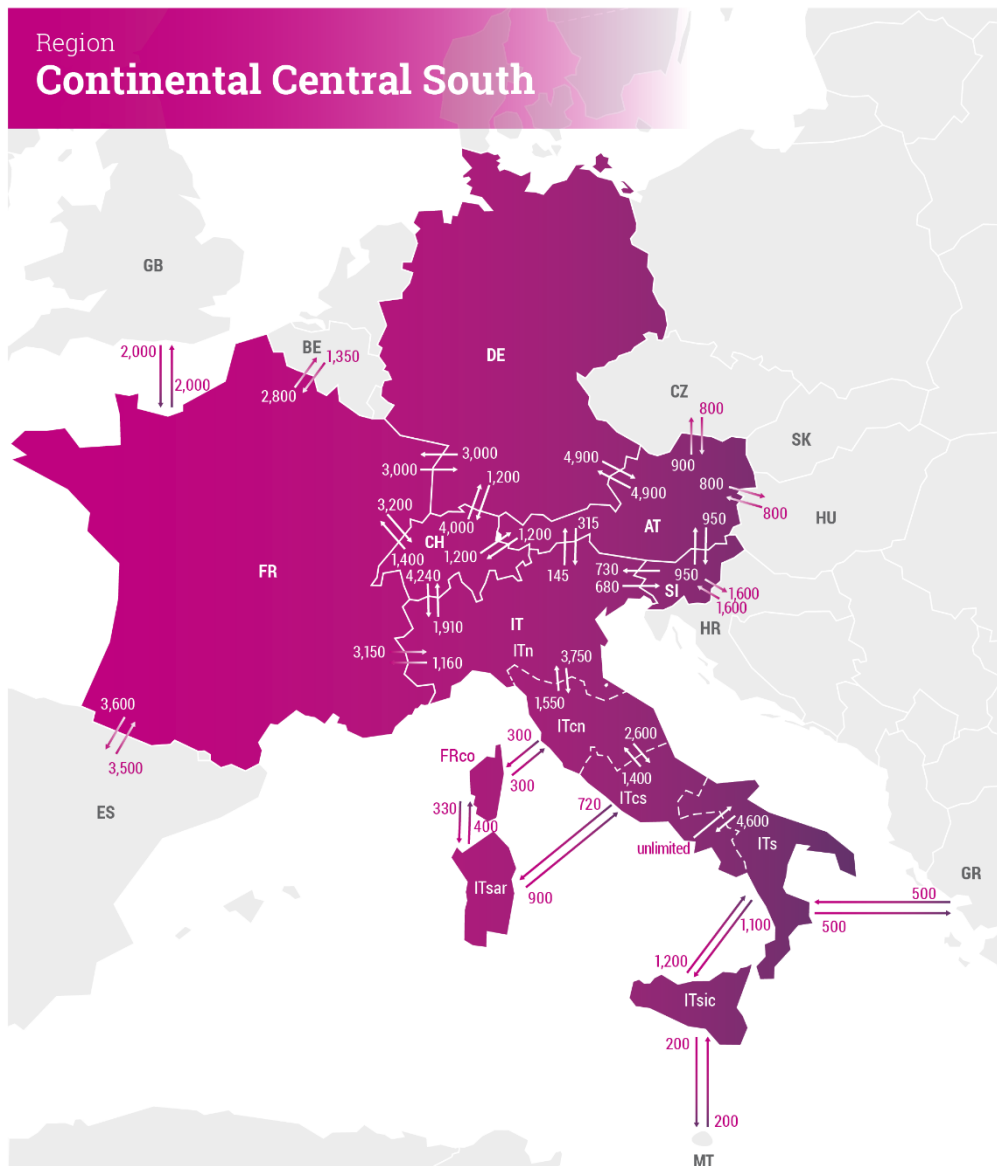 Region
Continental Central South
GB
BE
DE
2,000
2,000
1,350
2,800
CZ
800
SK
900
3,000
3,000
4,900
4,900
1,200
800
800
HU
3,200
4,000
CH
1,400
1,200
1,200
315
145
AT
950
950
FR
4,240
1,910
730
680
SI
1,600
1,600
HR
IT
ITn
3,150
1,160
3,750
1,550
ITcn
3,600
3,500
ES
FRco
300
300
2,600
1,400
ITcs
330
400
720
900
ITsar
unlimited
4,600
ITs
GR
500
500
1,100
1,200
ITsic
200
200
MT